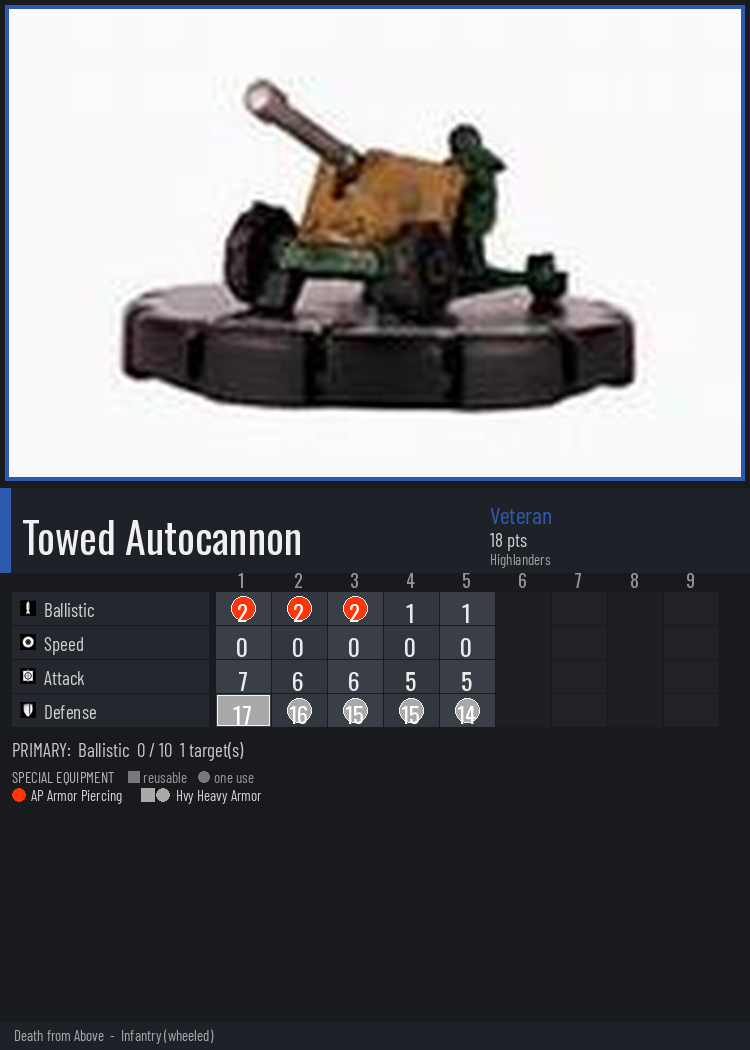 Towed Autocannon
Veteran
18 pts
Highlanders
1 2 3 4 5 6 7 8 9
Ballistic 2 2 2 1 1
Speed 0 0 0 0 0
Attack 7 6 6 5 5
Defense 17 16 15 15 14
PRIMARY: Ballistic 0 / 10 1 target(s)
SPECIAL EQUIPMENT reusable one use
AP Armor Piercing Hvy Heavy Armor
Death from Above - Infantry (wheeled)